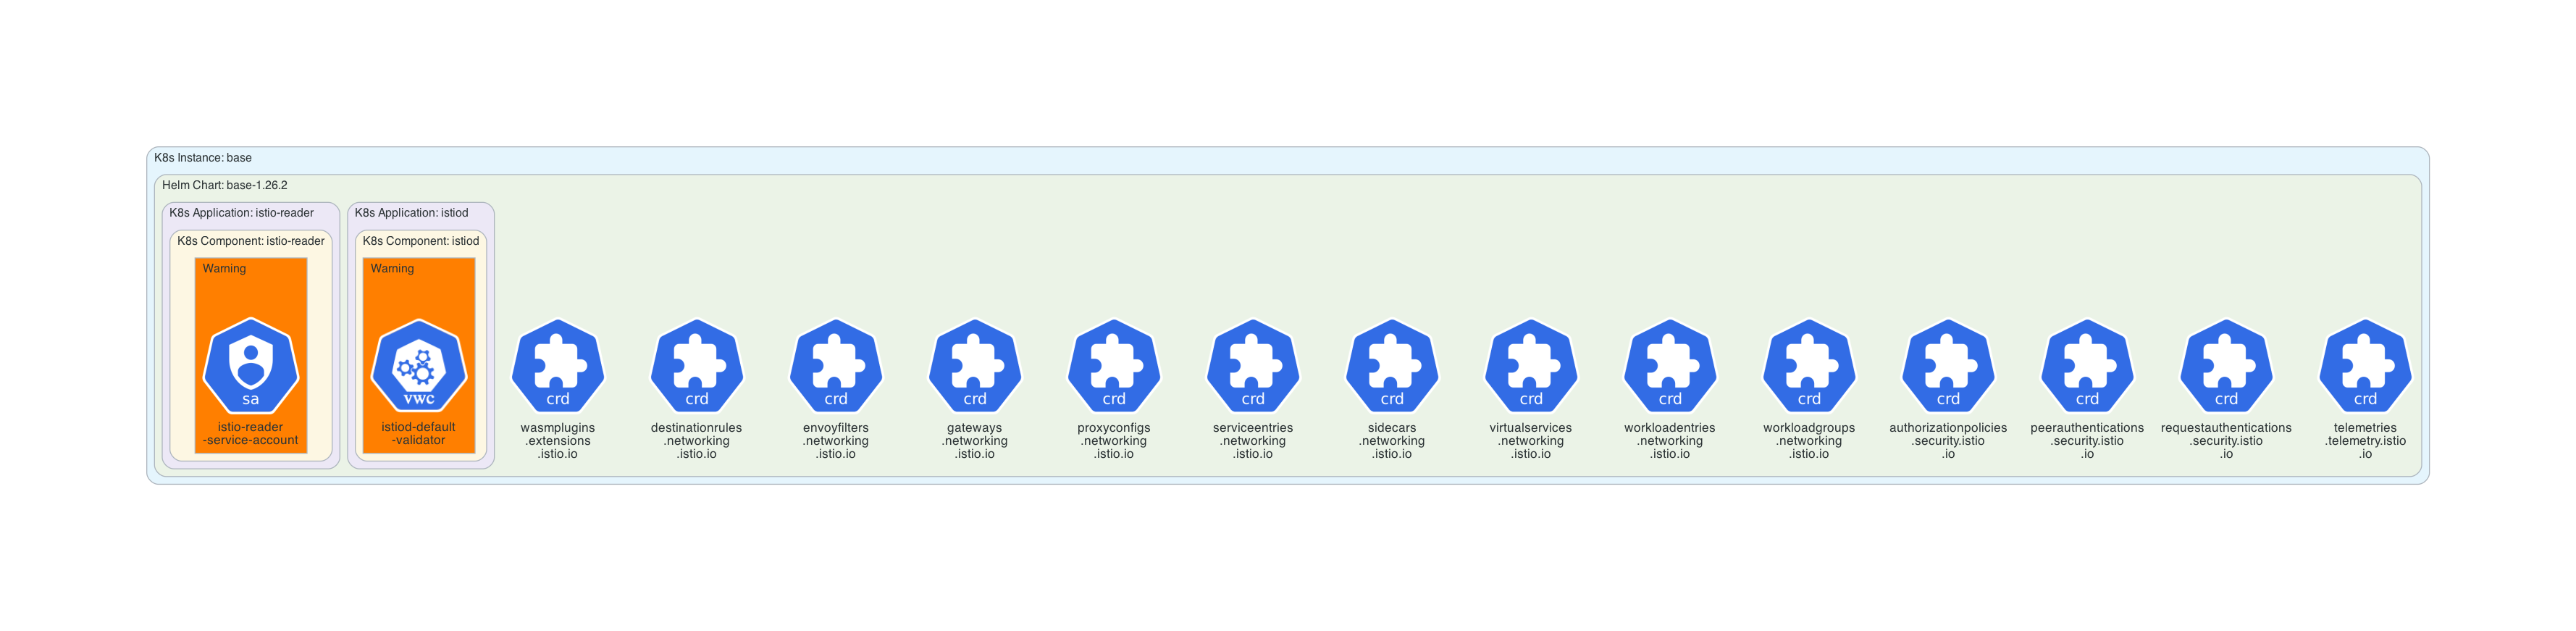 K8s Instance: base
Helm Chart: base-1.26.2
K8s Application: istio-reader
K8s Component: istio-reader
Warning
sa
istio-reader
-service-account
K8s Application: istiod
K8s Component: istiod
Warning
vwc
istiod-default
-validator
crd
wasmplugins
.extensions
.istio.io
crd
destinationrules
.networking
.istio.io
crd
envoyfilters
.networking
.istio.io
crd
gateways
.networking
.istio.io
crd
proxyconfigs
.networking
.istio.io
crd
serviceentries
.networking
.istio.io
crd
sidecars
.networking
.istio.io
crd
virtualservices
.networking
.istio.io
crd
workloadentries
.networking
.istio.io
crd
workloadgroups
.networking
.istio.io
crd
authorizationpolicies
.security.istio
.io
crd
peerauthentications
.security.istio
.io
crd
requestauthentications
.security.istio
.io
crd
telemetries
.telemetry.istio
.io